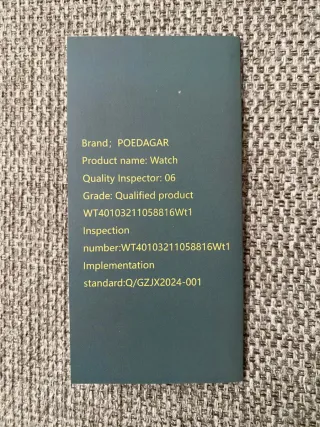 Brand；POEDAGAR
Product name: Watch
Quality Inspector: 06
Grade: Qualified product
WT40103211058816Wt1
Inspection
number:WT40103211058816Wt1
Implementation
standard:Q/GZJX2024-001